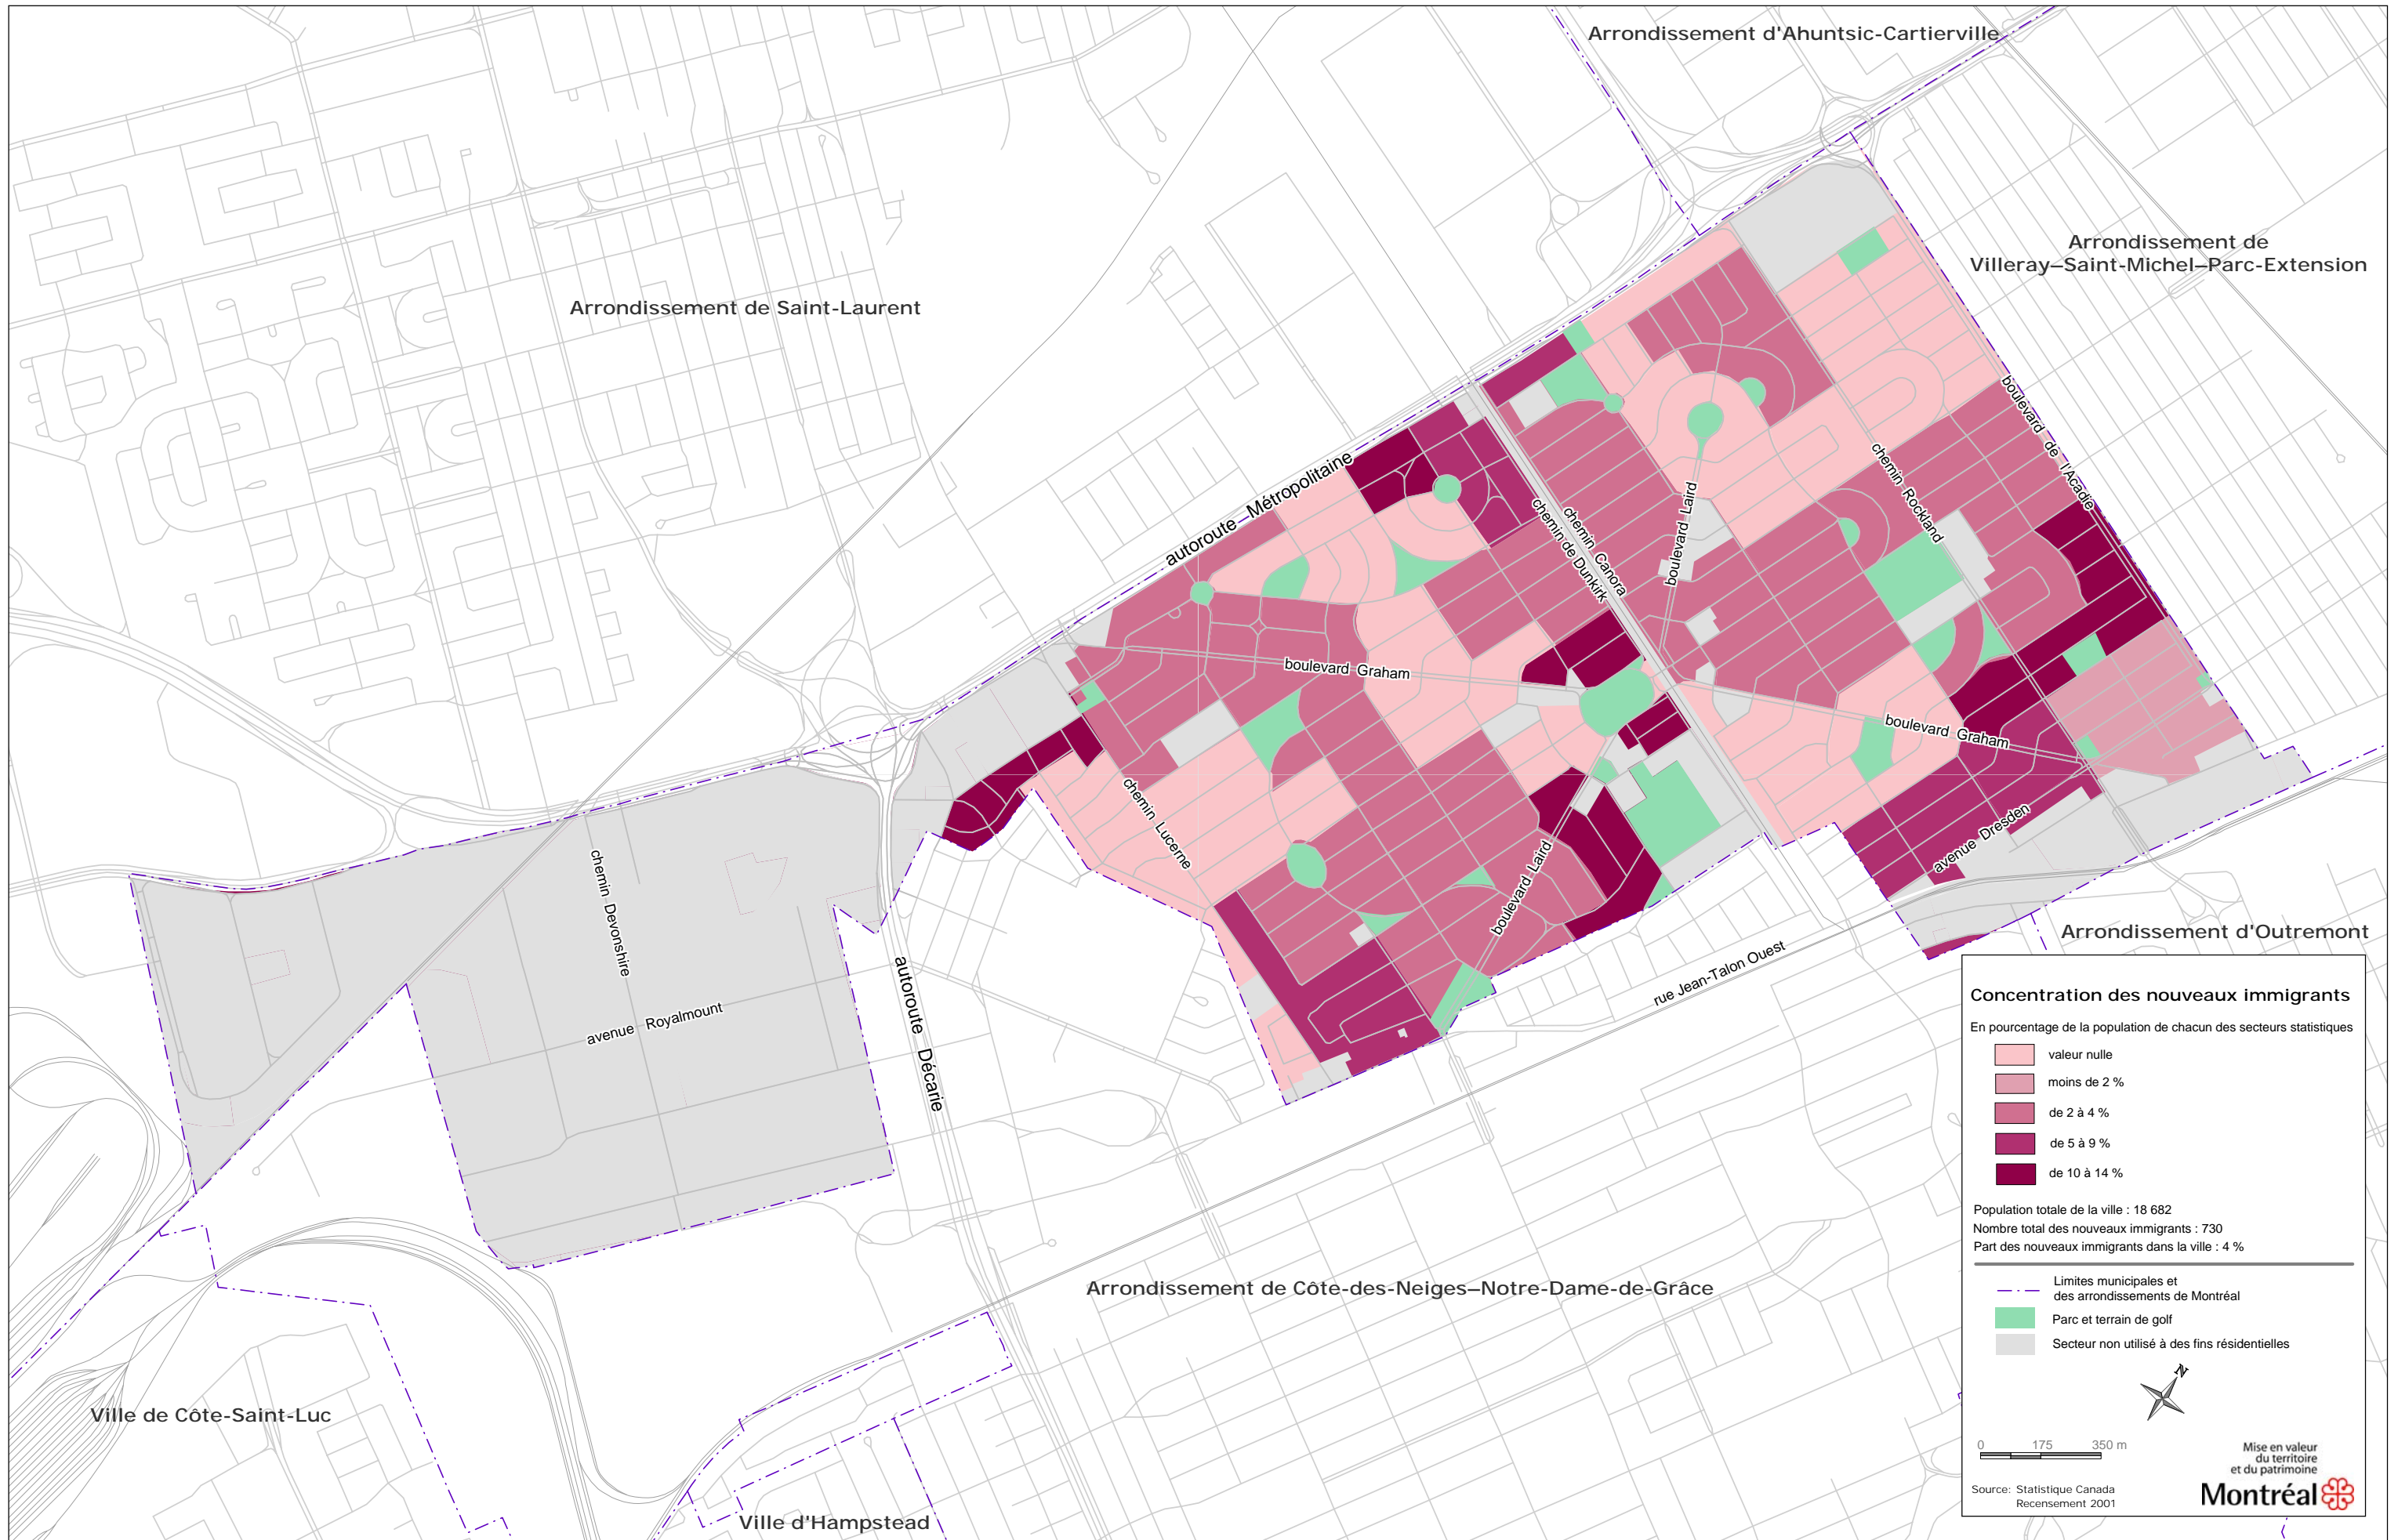 Arrondissement d'Ahuntsic-Cartierville
Arrondissement de
Villeray–Saint-Michel–Parc-Extension
Arrondissement de Saint-Laurent
boulevard de l'Acadie
chemin Rockland
autoroute Métropolitaine
boulevard Laird
chemin Canora
chemin de Dunkirk
boulevard Graham
boulevard Graham
chemin Lucerne
avenue Dresden
chemin Devonshire
boulevard Laird
avenue Royalmount
autoroute Décarie
rue Jean-Talon Ouest
Arrondissement d'Outremont
Arrondissement de Côte-des-Neiges–Notre-Dame-de-Grâce
Ville de Côte-Saint-Luc
Ville d'Hampstead
Concentration des nouveaux immigrants
En pourcentage de la population de chacun des secteurs statistiques
valeur nulle
moins de 2 %
de 2 à 4 %
de 5 à 9 %
de 10 à 14 %
Population totale de la ville : 18 682
Nombre total des nouveaux immigrants : 730
Part des nouveaux immigrants dans la ville : 4 %
Limites municipales et
des arrondissements de Montréal
Parc et terrain de golf
Secteur non utilisé à des fins résidentielles
N
0 175 350 m
Mise en valeur
du territoire
et du patrimoine
Source: Statistique Canada
Recensement 2001
Montréal